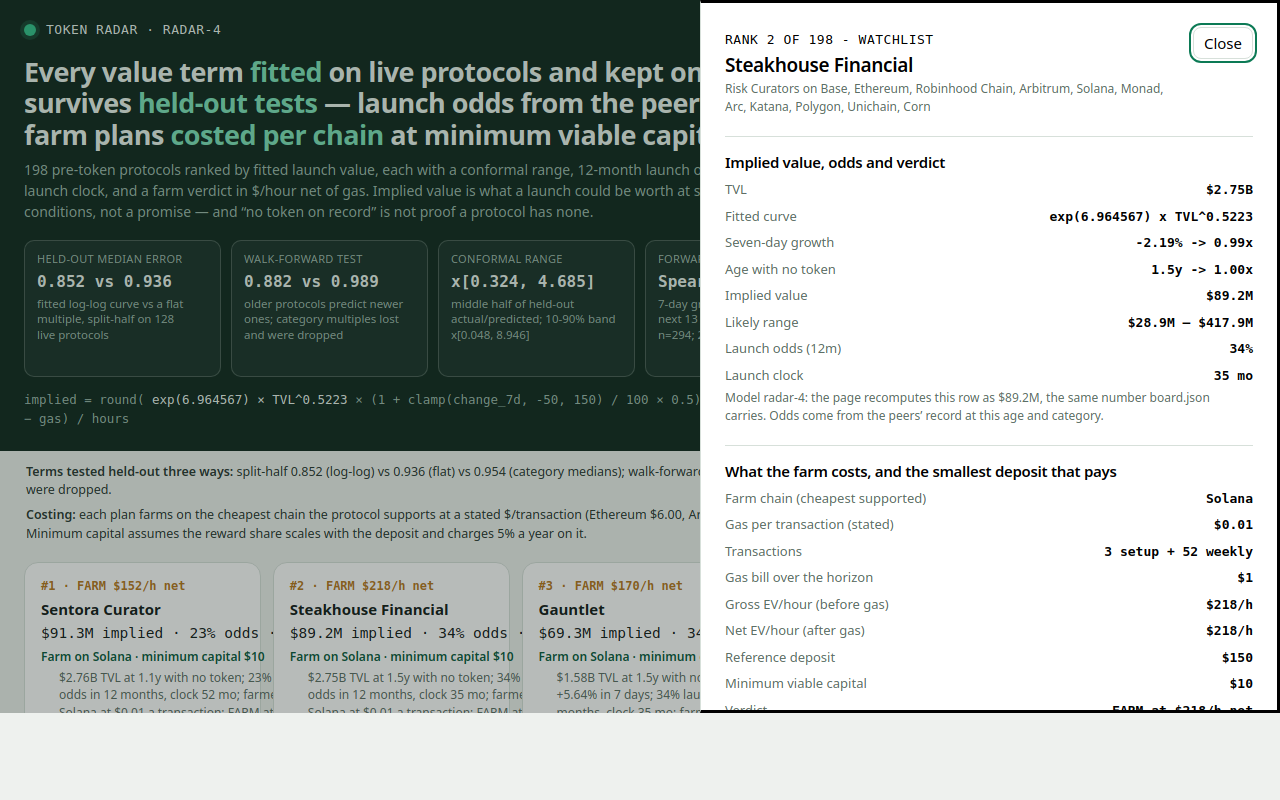 TOKEN RADAR · RADAR-4
Every value term fitted on live protocols and kept on
survives held-out tests — launch odds from the peer
farm plans costed per chain at minimum viable capit
198 pre-token protocols ranked by fitted launch value, each with a conformal range, 12-month launch o
launch clock, and a farm verdict in $/hour net of gas. Implied value is what a launch could be worth at s
conditions, not a promise — and “no token on record” is not proof a protocol has none.
HELD-OUT MEDIAN ERROR
0.852 vs 0.936
fitted log-log curve vs a flat
multiple, split-half on 128
live protocols
WALK-FORWARD TEST
0.882 vs 0.989
older protocols predict newer
ones; category multiples lost
and were dropped
CONFORMAL RANGE
x[0.324, 4.685]
middle half of held-out
actual/predicted; 10-90% band
x[0.048, 8.946]
FORWAR
Spear
7-day gr
next 13
n=294; 2
implied = round( exp(6.964567) × TVL^0.5223 × (1 + clamp(change_7d, -50, 150) / 100 × 0.5)
− gas) / hours
Terms tested held-out three ways: split-half 0.852 (log-log) vs 0.936 (flat) vs 0.954 (category medians); walk-forward
were dropped.
Costing: each plan farms on the cheapest chain the protocol supports at a stated $/transaction (Ethereum $6.00, Ar
Minimum capital assumes the reward share scales with the deposit and charges 5% a year on it.
#1 · FARM $152/h net
Sentora Curator
$91.3M implied · 23% odds ·
Farm on Solana · minimum capital $10
$2.76B TVL at 1.1y with no token; 23%
odds in 12 months, clock 52 mo; farme
Solana at $0.01 a transaction: FARM at
#2 · FARM $218/h net
Steakhouse Financial
$89.2M implied · 34% odds ·
Farm on Solana · minimum capital $10
$2.75B TVL at 1.5y with no token; 34%
odds in 12 months, clock 35 mo; farme
Solana at $0.01 a transaction: FARM at
#3 · FARM $170/h net
Gauntlet
$69.3M implied · 34
Farm on Solana · minimum
$1.58B TVL at 1.5y with no
+5.64% in 7 days; 34% lau
months, clock 35 mo; farm
RANK 2 OF 198 - WATCHLIST
Close
Steakhouse Financial
Risk Curators on Base, Ethereum, Robinhood Chain, Arbitrum, Solana, Monad,
Arc, Katana, Polygon, Unichain, Corn
Implied value, odds and verdict
TVL $2.75B
Fitted curve exp(6.964567) x TVL^0.5223
Seven-day growth -2.19% -> 0.99x
Age with no token 1.5y -> 1.00x
Implied value $89.2M
Likely range $28.9M – $417.9M
Launch odds (12m) 34%
Launch clock 35 mo
Model radar-4: the page recomputes this row as $89.2M, the same number board.json
carries. Odds come from the peers’ record at this age and category.
What the farm costs, and the smallest deposit that pays
Farm chain (cheapest supported) Solana
Gas per transaction (stated) $0.01
Transactions 3 setup + 52 weekly
Gas bill over the horizon $1
Gross EV/hour (before gas) $218/h
Net EV/hour (after gas) $218/h
Reference deposit $150
Minimum viable capital $10
Verdict FARM at $218/h net